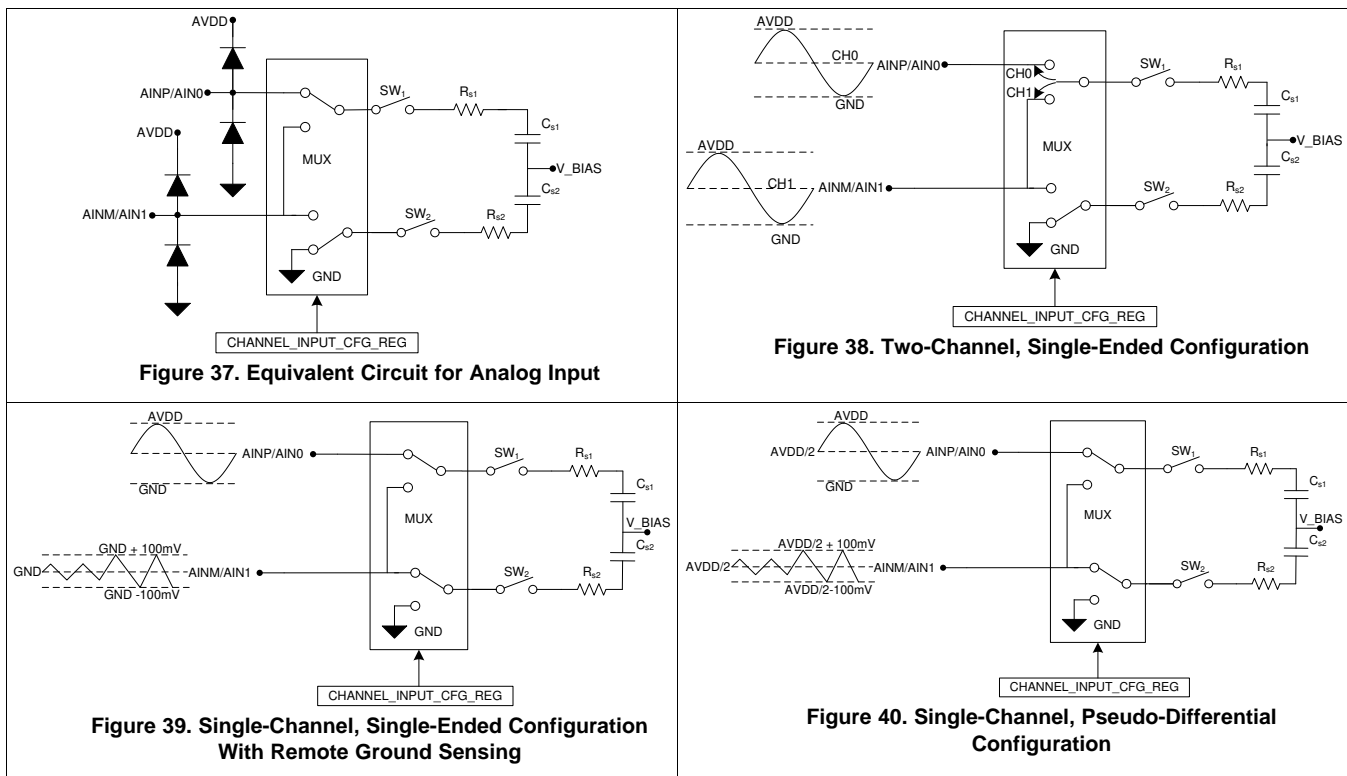 AVDD
AINP/AIN0
AVDD
AINM/AIN1
MUX
GND
SW1
Rs1
Cs1
V_BIAS
Cs2
SW2
Rs2
CHANNEL_INPUT_CFG_REG
Figure 37. Equivalent Circuit for Analog Input
AVDD
CH0
GND
AINP/AIN0
AVDD
CH1
GND
AINM/AIN1
CH0
CH1
MUX
GND
SW1
Rs1
Cs1
V_BIAS
Cs2
SW2
Rs2
CHANNEL_INPUT_CFG_REG
Figure 38. Two-Channel, Single-Ended Configuration
AVDD
GND
AINP/AIN0
GND + 100mV
GND
GND -100mV
AINM/AIN1
MUX
GND
SW1
Rs1
Cs1
V_BIAS
Cs2
SW2
Rs2
CHANNEL_INPUT_CFG_REG
Figure 39. Single-Channel, Single-Ended Configuration
With Remote Ground Sensing
AVDD
AVDD/2
GND
AINP/AIN0
AVDD/2 + 100mV
AVDD/2
AVDD/2-100mV
AINM/AIN1
MUX
GND
SW1
Rs1
Cs1
V_BIAS
Cs2
SW2
Rs2
CHANNEL_INPUT_CFG_REG
Figure 40. Single-Channel, Pseudo-Differential
Configuration